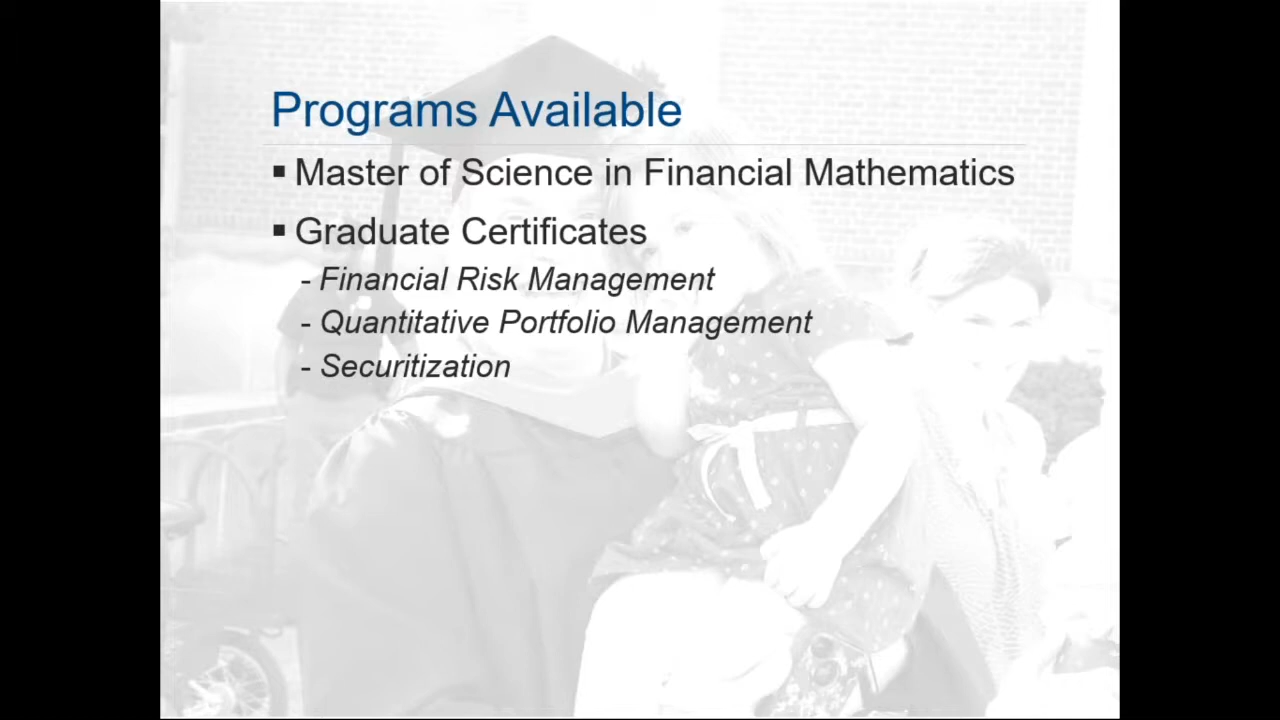 Programs Available
▪ Master of Science in Financial Mathematics
▪ Graduate Certificates
- Financial Risk Management
- Quantitative Portfolio Management
- Securitization